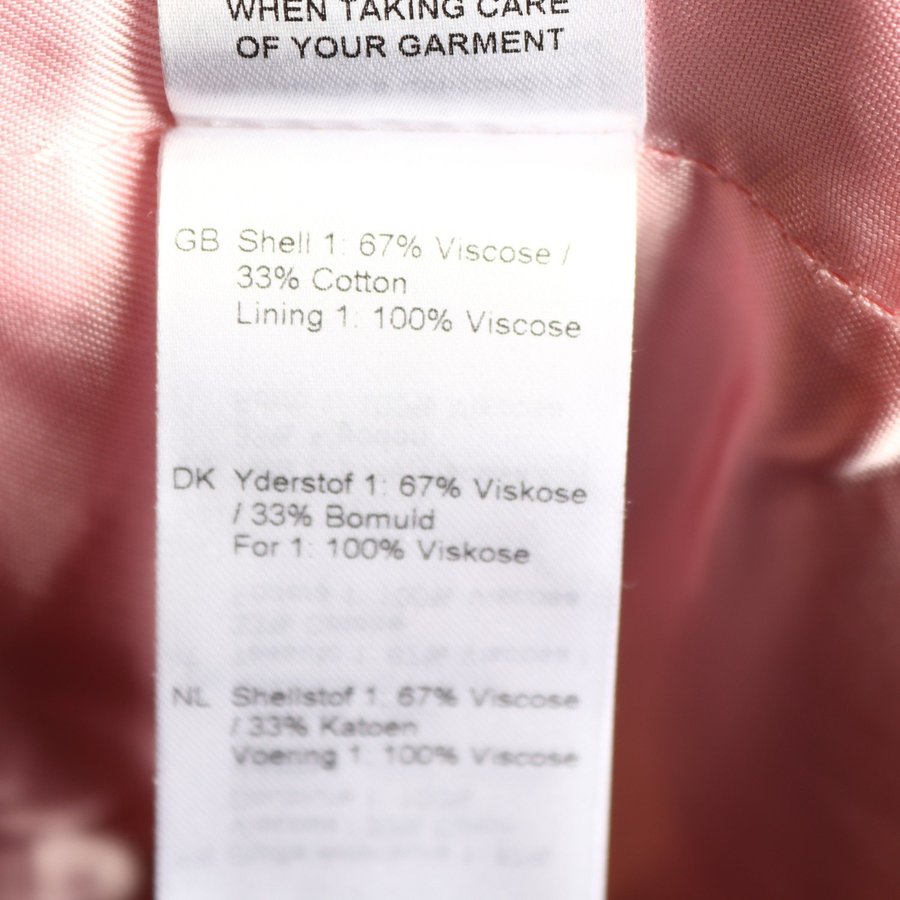 WHEN TAKING CARE
OF YOUR GARMENT
GB Shell 1: 67% Viscose /
33% Cotton
Lining 1: 100% Viscose
DK Yderstof 1: 67% Viskose
/ 33% Bomuld
For 1: 100% Viskose
NL Shellstof 1: 67% Viscose
/ 33% Katoen
Voering 1: 100% Viscose